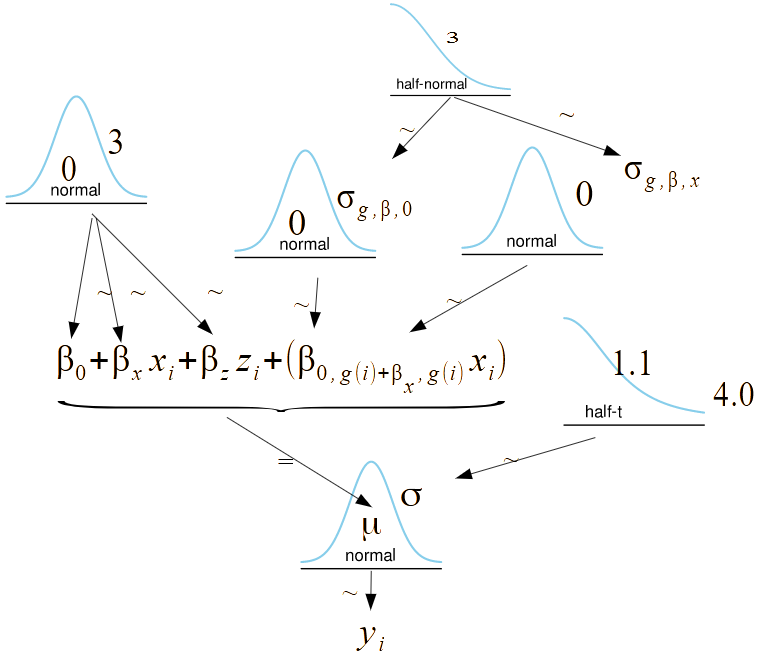 3
half-normal
~ ~
3
0
normal
σg,β,x
0
σg,β,0
normal
0
normal
~ ~ ~ ~ ~
β0+βx xi+βz zi+(β0,g(i)+βx,g(i) xi)
1.1
4.0
half-t
= ~
σ
μ
normal
~
yi